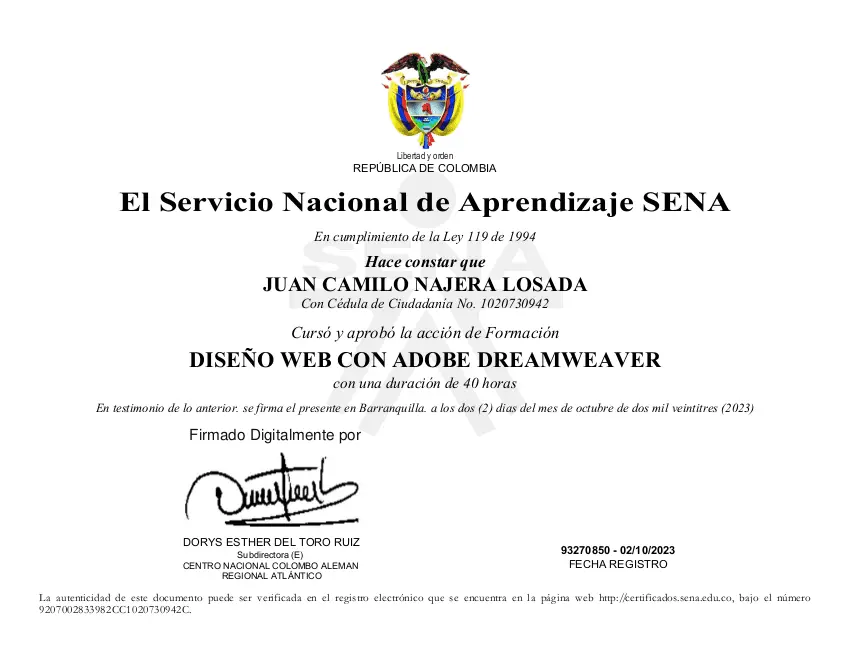 Libertad y orden
REPÚBLICA DE COLOMBIA
El Servicio Nacional de Aprendizaje SENA
En cumplimiento de la Ley 119 de 1994
SENA
Hace constar que
JUAN CAMILO NAJERA LOSADA
Con Cédula de Ciudadanía No. 1020730942
Cursó y aprobó la acción de Formación
DISEÑO WEB CON ADOBE DREAMWEAVER
con una duración de 40 horas
En testimonio de lo anterior. se firma el presente en Barranquilla. a los dos (2) dias del mes de octubre de dos mil veintitres (2023)
Firmado Digitalmente por
DORYS ESTHER DEL TORO RUIZ
Subdirectora (E)
CENTRO NACIONAL COLOMBO ALEMAN
REGIONAL ATLÁNTICO
93270850 - 02/10/2023
FECHA REGISTRO
La autenticidad de este documento puede ser verificada en el registro electrónico que se encuentra en la página web http://certificados.sena.edu.co, bajo el número
9207002833982CC1020730942C.